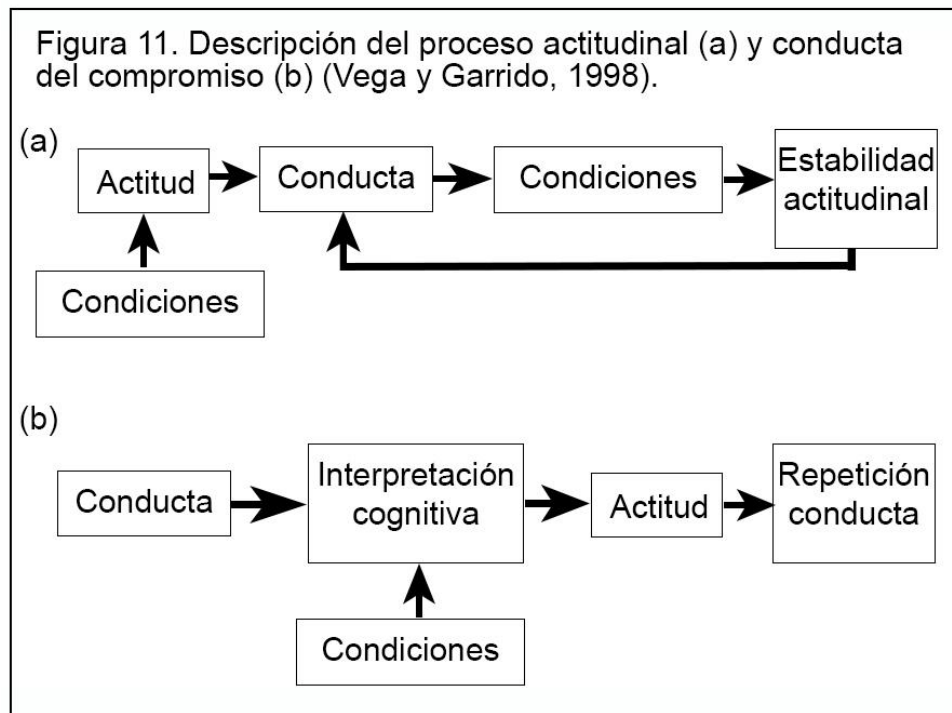 Figura 11. Descripción del proceso actitudinal (a) y conducta
del compromiso (b) (Vega y Garrido, 1998).
(a)
Actitud
Conducta
Condiciones
Estabilidad
actitudinal
Condiciones
(b)
Conducta
Interpretación
cognitiva
Actitud
Repetición
conducta
Condiciones